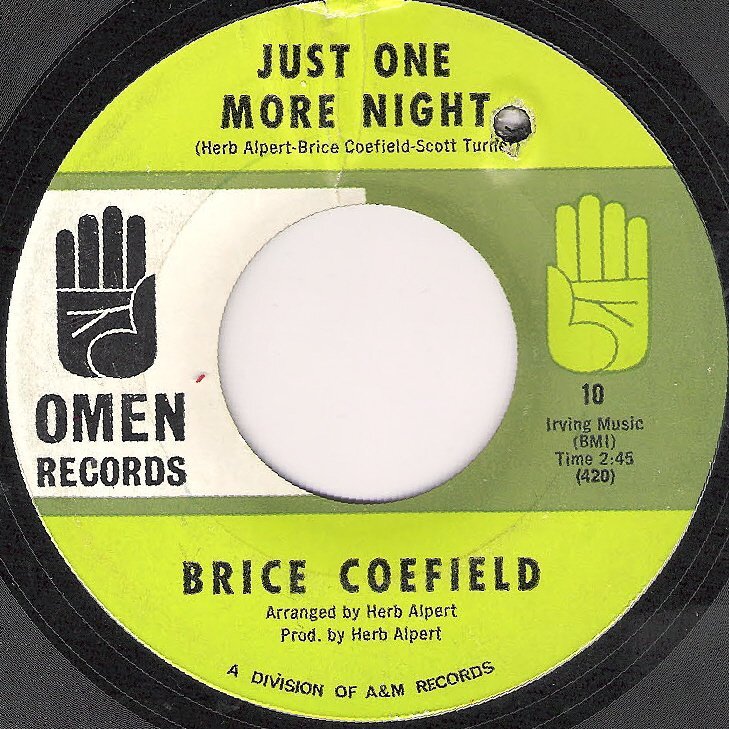 JUST ONE
MORE NIGHT
(Herb Alpert-Brice Coefield-Scott
OMEN
RECORDS
10
Irving Music
(BMI)
Time 2:45
(420)
BRICE COEFIELD
Arranged by Herb Alpert
Prod. by Herb Alpert
A DIVISION OF A&M RECORDS